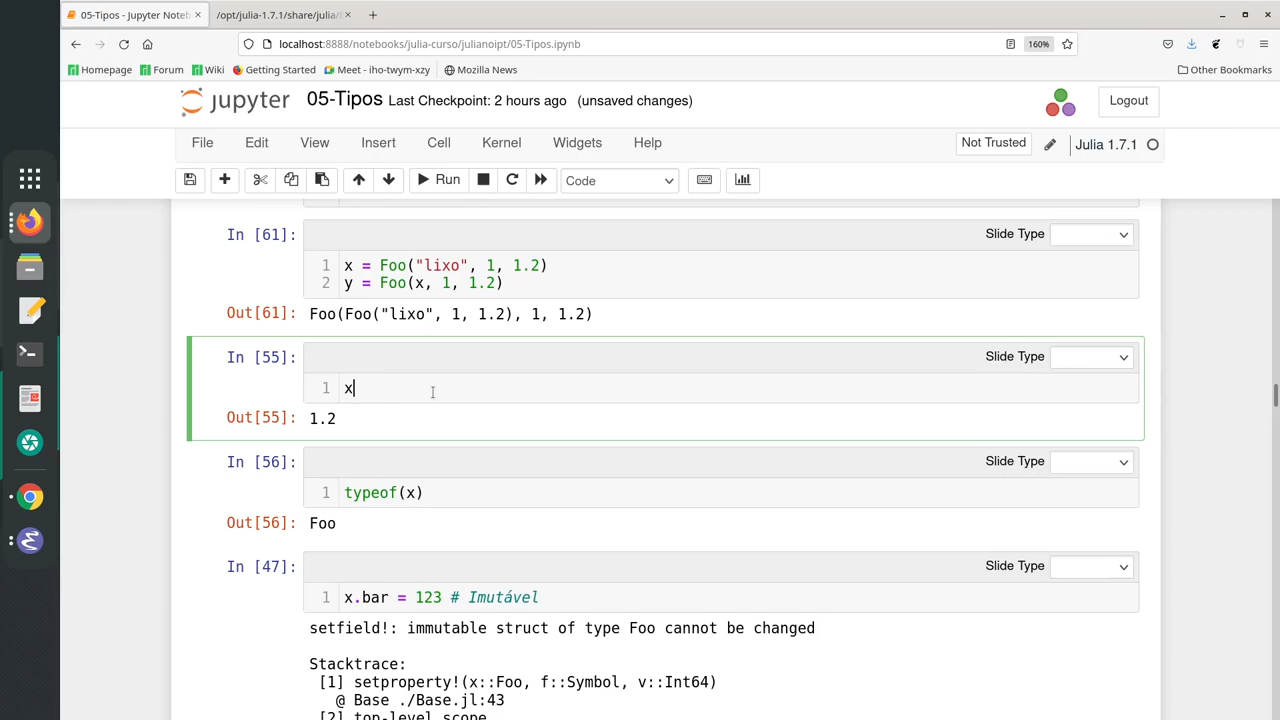 05-Tipos - Jupyter Noteb
/opt/julia-1.7.1/share/julia/
localhost:8888/notebooks/julia-curso/julianoipt/05-Tipos.ipynb
160%
Homepage Forum Wiki Getting Started Meet - iho-twym-xzy Mozilla News Other Bookmarks
jupyter 05-Tipos Last Checkpoint: 2 hours ago (unsaved changes) Logout
File Edit View Insert Cell Kernel Widgets Help Not Trusted Julia 1.7.1
Run Code
In [61]: Slide Type
1 x = Foo("lixo", 1, 1.2)
2 y = Foo(x, 1, 1.2)
Out[61]: Foo(Foo("lixo", 1, 1.2), 1, 1.2)
In [55]: Slide Type
1 x
Out[55]: 1.2
In [56]: Slide Type
1 typeof(x)
Out[56]: Foo
In [47]: Slide Type
1 x.bar = 123 # Imutável
setfield!: immutable struct of type Foo cannot be changed
Stacktrace:
[1] setproperty!(x::Foo, f::Symbol, v::Int64)
@ Base ./Base.jl:43
[2] top-level scope